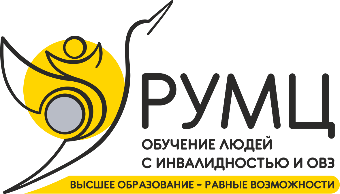 РУМЦ
ОБУЧЕНИЕ ЛЮДЕЙ
С ИНВАЛИДНОСТЬЮ И ОВЗ
ВЫСШЕЕ ОБРАЗОВАНИЕ - РАВНЫЕ ВОЗМОЖНОСТИ